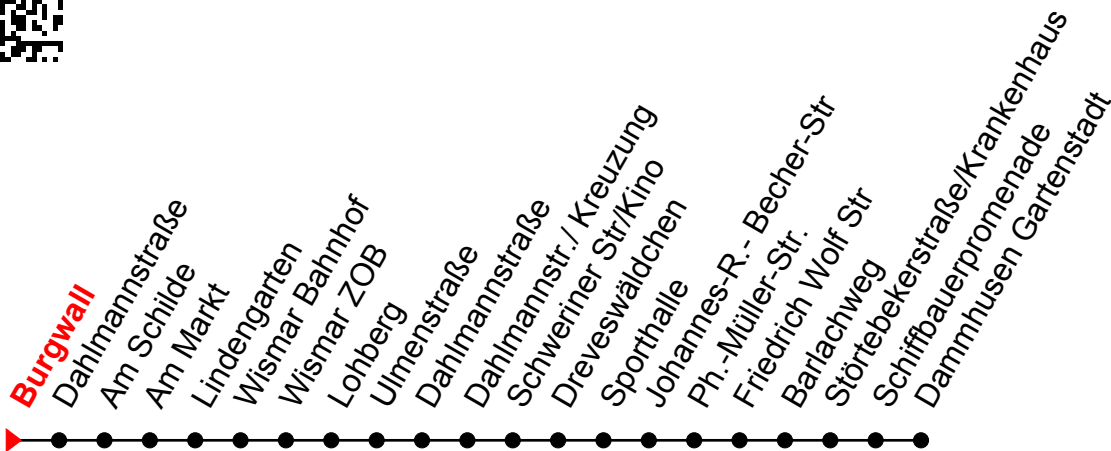 Burgwall
Dahlmannstraße
Am Schilde
Am Markt
Lindengarten
Wismar Bahnhof
Wismar ZOB
Lohberg
Ulmenstraße
Dahlmannstraße
Dahlmannstr./ Kreuzung
Schweriner Str/Kino
Dreveswäldchen
Sporthalle
Johannes-R.- Becher-Str
Ph.-Müller-Str.
Friedrich Wolf Str
Barlachweg
Störtebekerstraße/Krankenhaus
Schiffbauerpromenade
Dammhusen Gartenstadt